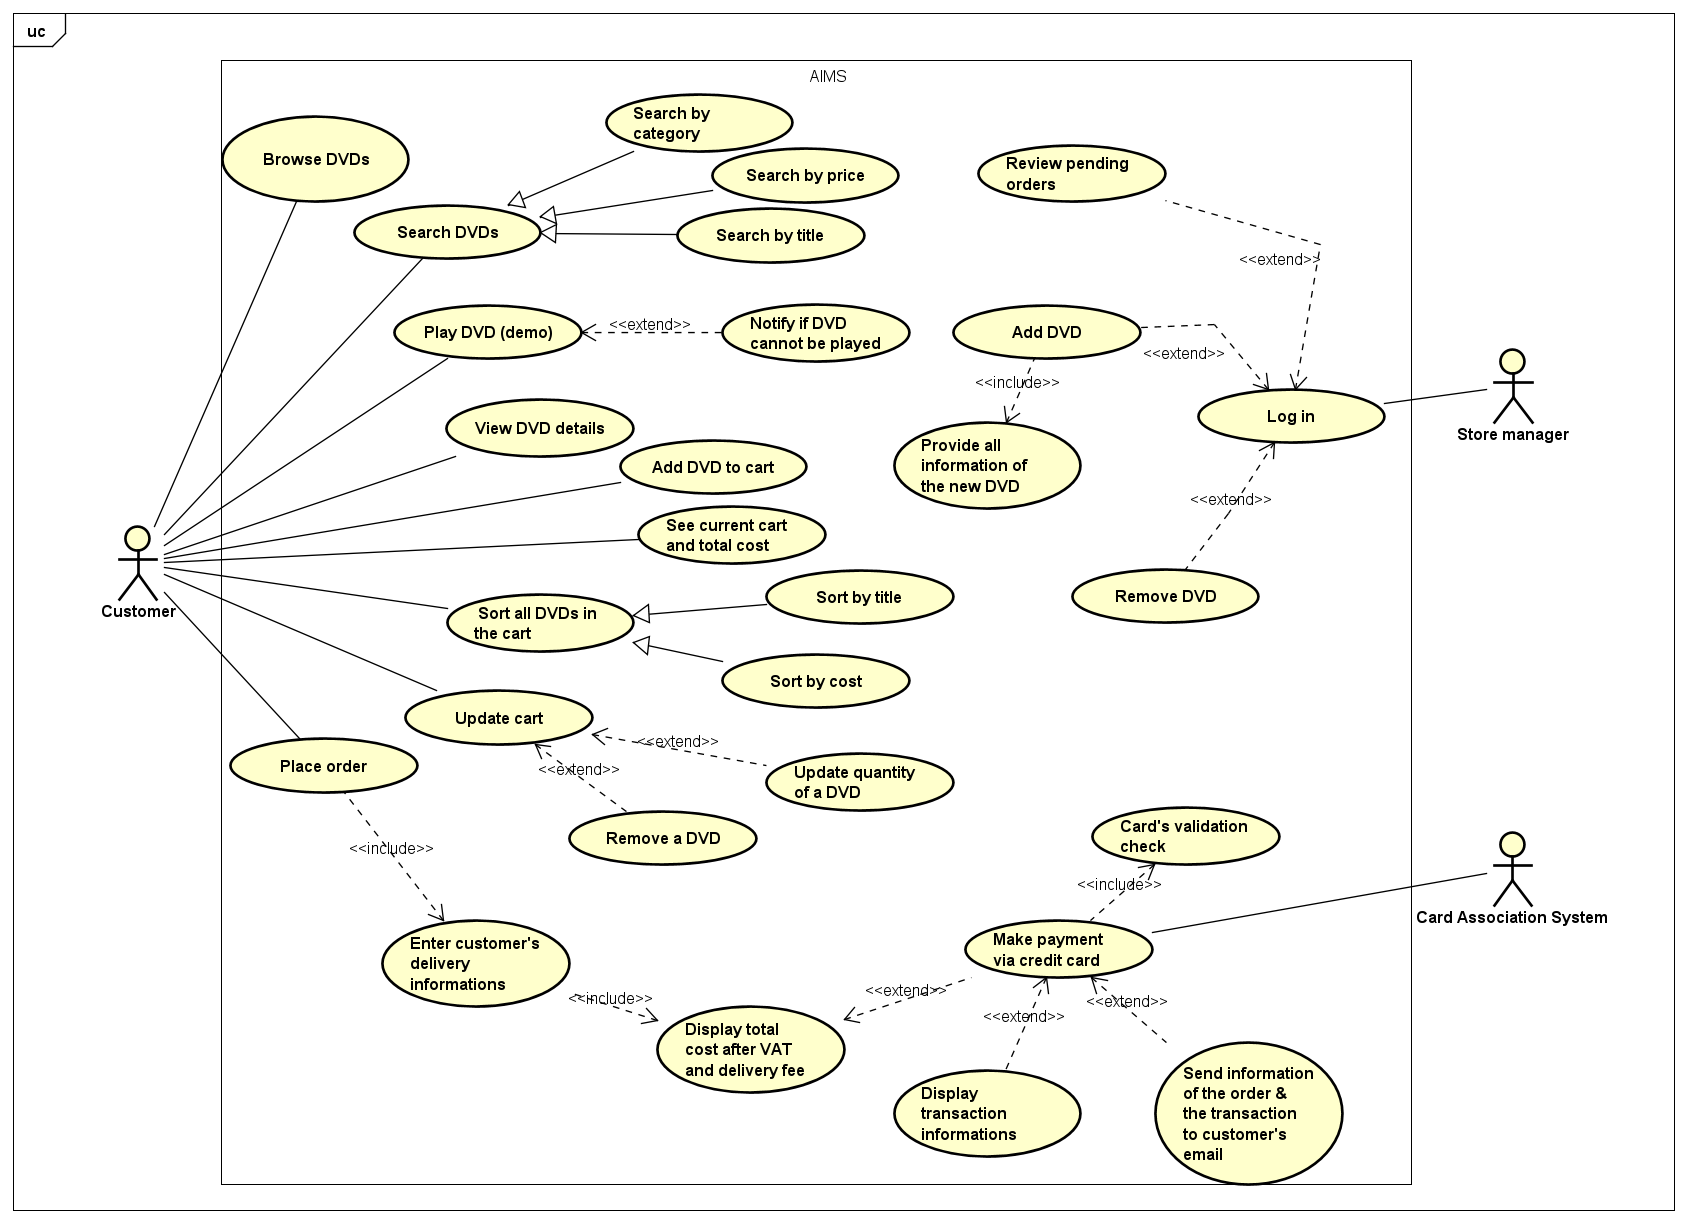 uc
AIMS
Search by
category
Browse DVDs
Search by price
Review pending
orders
Search DVDs
Search by title
<<extend>>
Play DVD (demo)
<<extend>>
Notify if DVD
cannot be played
Add DVD
<<extend>>
<<include>>
Log in
Store manager
View DVD details
Add DVD to cart
Provide all
information of
the new DVD
<<extend>>
See current cart
and total cost
Customer
Sort all DVDs in
the cart
Sort by title
Remove DVD
Sort by cost
Update cart
<<extend>>
<<extend>>
Place order
Update quantity
of a DVD
Remove a DVD
<<include>>
Card's validation
check
<<include>>
Card Association System
Enter customer's
delivery
informations
Make payment
via credit card
<<include>>
<<extend>>
<<extend>>
<<extend>>
Display total
cost after VAT
and delivery fee
Display
transaction
informations
Send information
of the order &
the transaction
to customer's
email